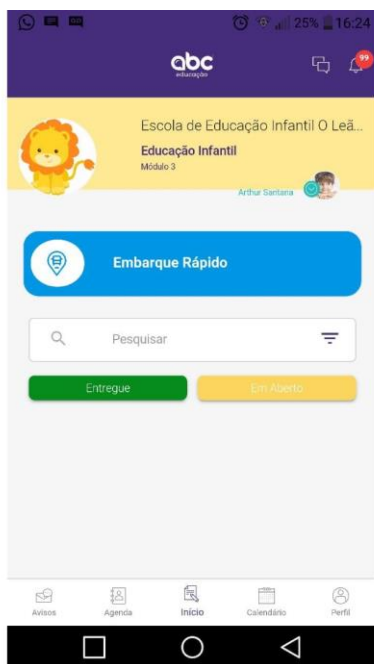 25% 16:24
abc
educação
99
Escola de Educação Infantil O Leã...
Educação Infantil
Módulo 3
Arthur Santana
Embarque Rápido
Pesquisar
Entregue
Em Aberto
Avisos
Agenda
Início
Calendário
Perfil